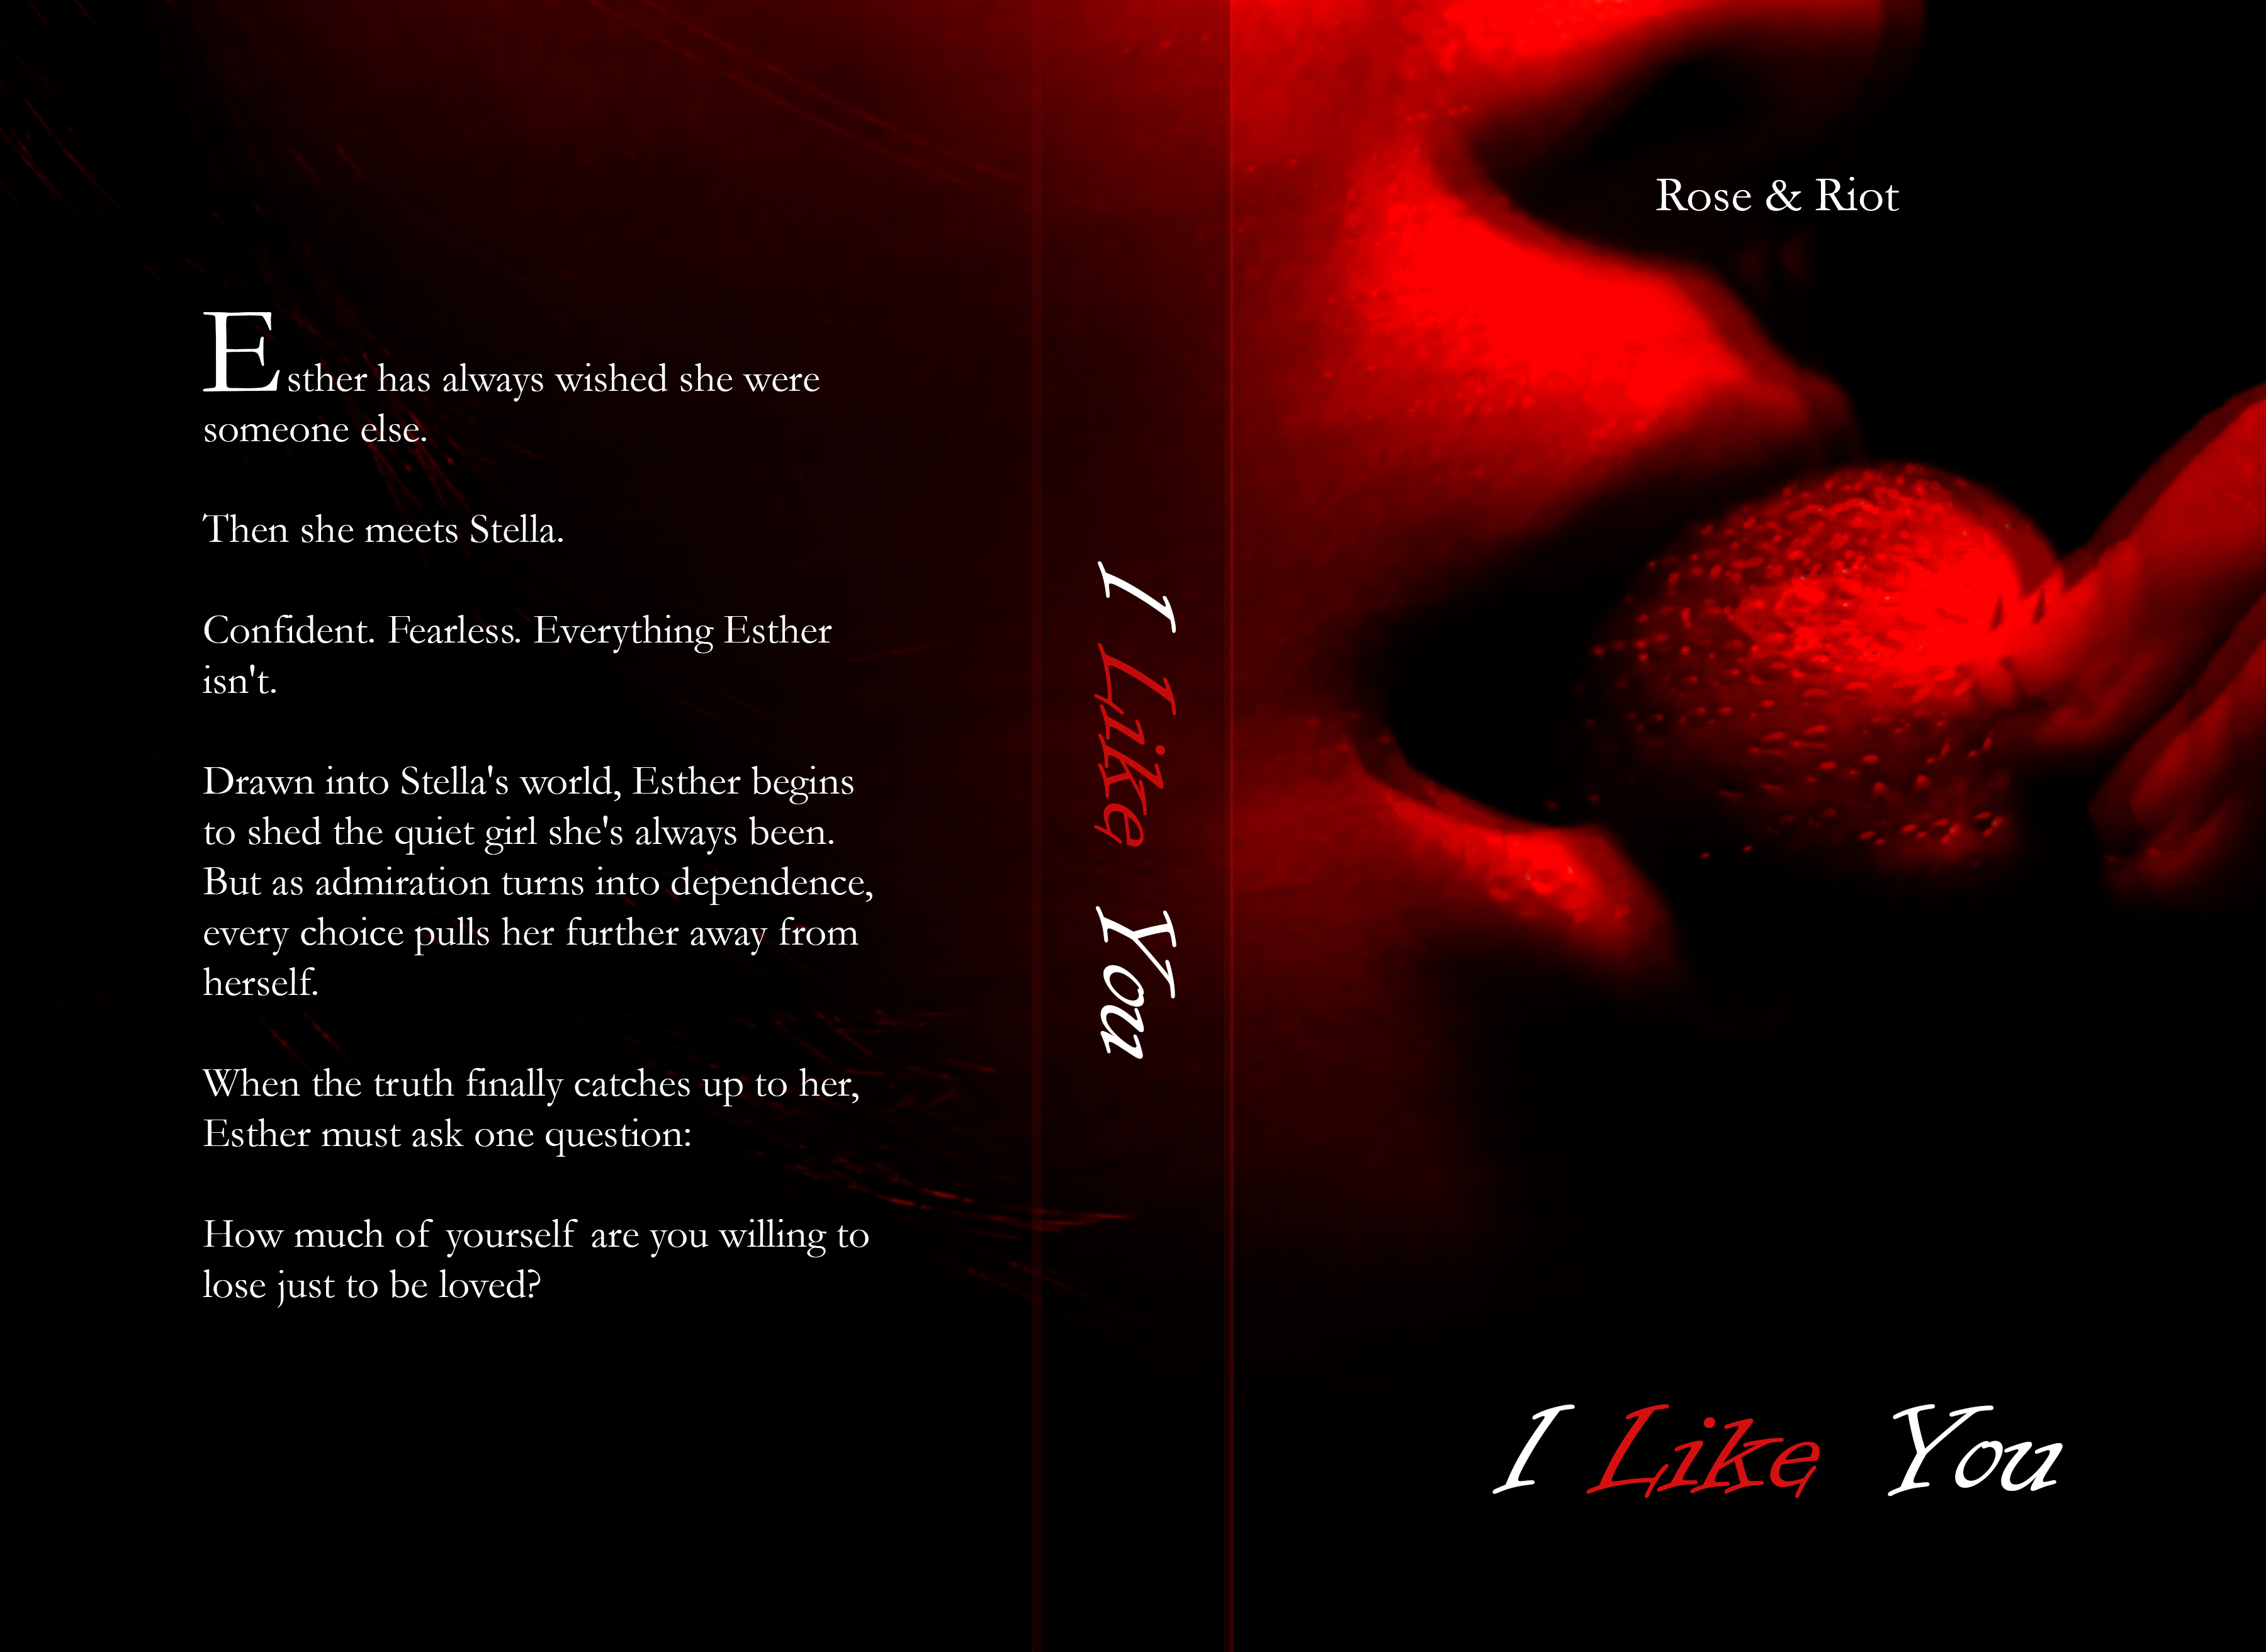 Esther has always wished she were
someone else.
Then she meets Stella.
Confident. Fearless. Everything Esther
isn't.
Drawn into Stella's world, Esther begins
to shed the quiet girl she's always been.
But as admiration turns into dependence,
every choice pulls her further away from
herself.
When the truth finally catches up to her,
Esther must ask one question:
How much of yourself are you willing to
lose just to be loved?
I Like You
Rose & Riot
I Like You